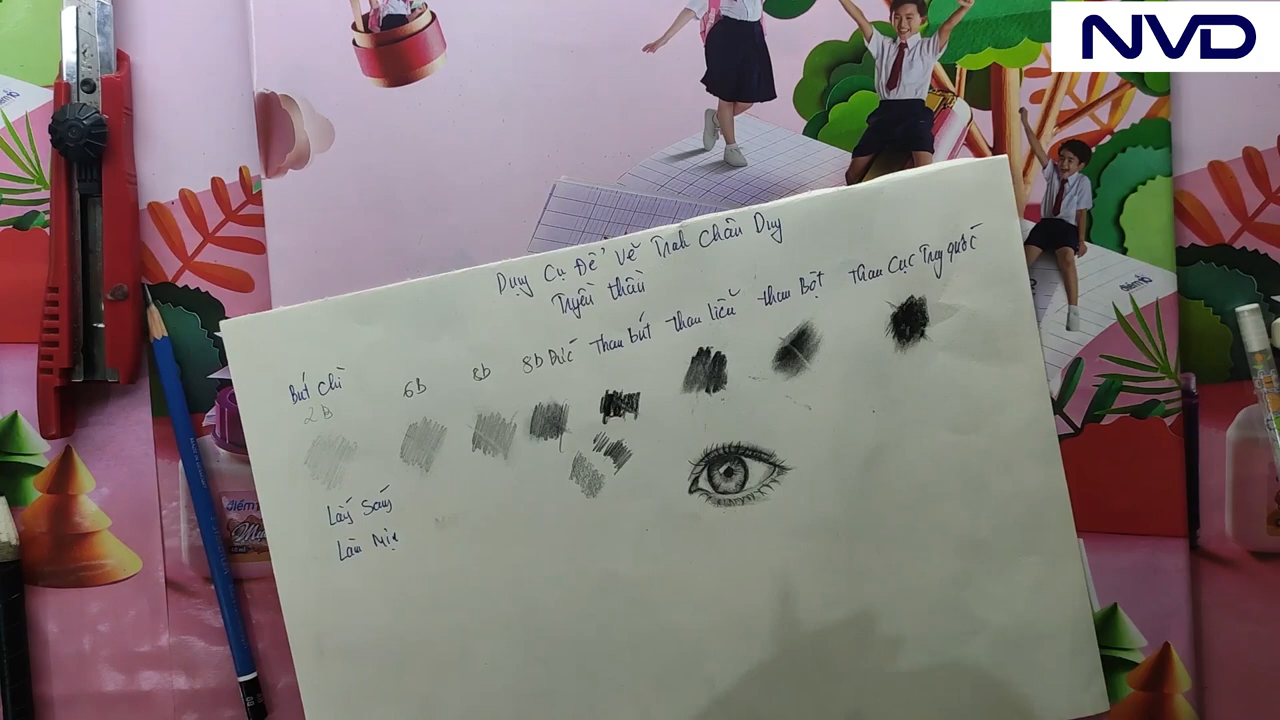 NVD
Dụng Cụ Để Vẽ Tranh Chân Dung
Truyền thần
Bút chì
2B
6b
8b
8b Đức
Than bút
than liễu
than Bột
than Cục Trung quốc
Lấy Sáng
Làm Mịn
điểm